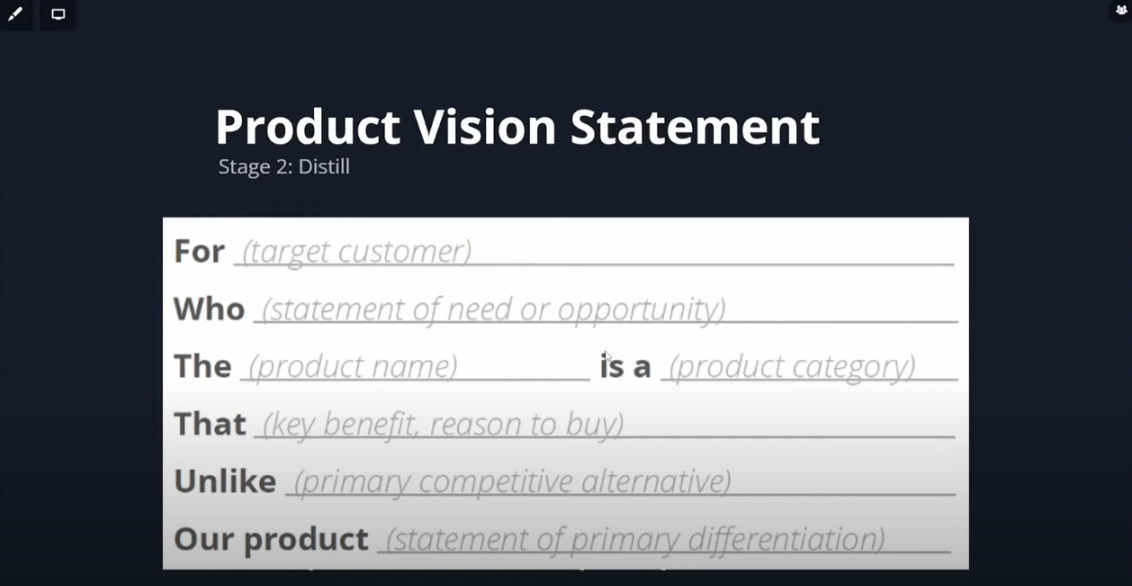 Product Vision Statement
Stage 2: Distill
For (target customer)
Who (statement of need or opportunity)
The (product name) is a (product category)
That (key benefit, reason to buy)
Unlike (primary competitive alternative)
Our product (statement of primary differentiation)